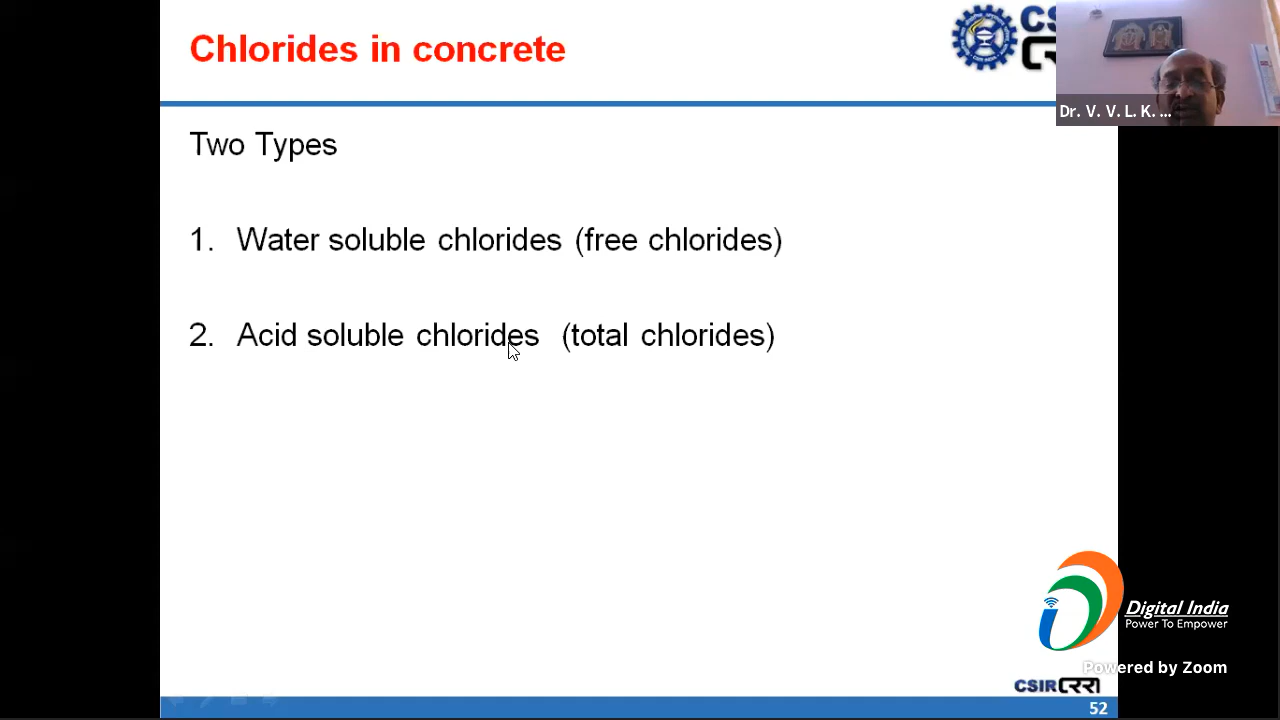 Chlorides in concrete
CS
Dr. V. V. L. K. ...
Two Types
1. Water soluble chlorides (free chlorides)
2. Acid soluble chlorides (total chlorides)
Digital India
Power To Empower
Powered by Zoom
CSIR CRRI
52